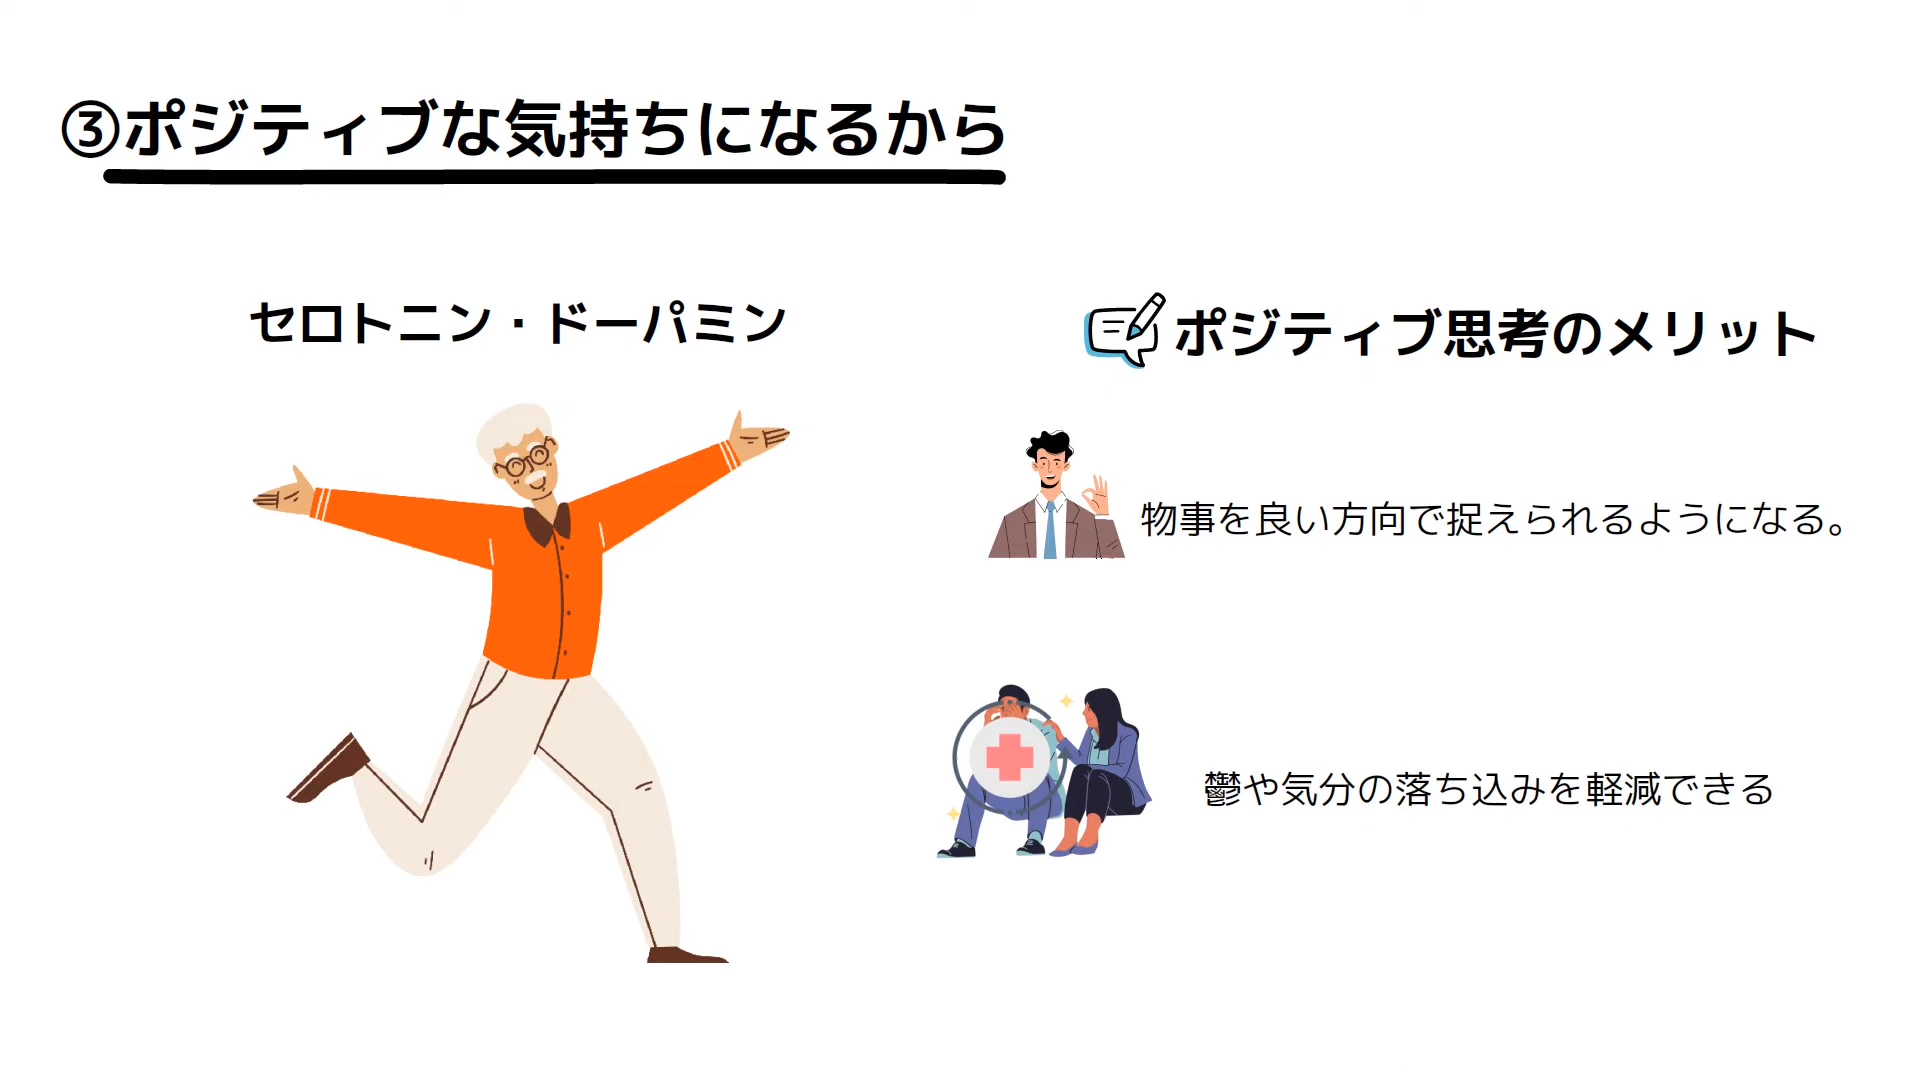 ③ポジティブな気持ちになるから
セロトニン・ドーパミン
ポジティブ思考のメリット
物事を良い方向で捉えられるようになる。
鬱や気分の落ち込みを軽減できる